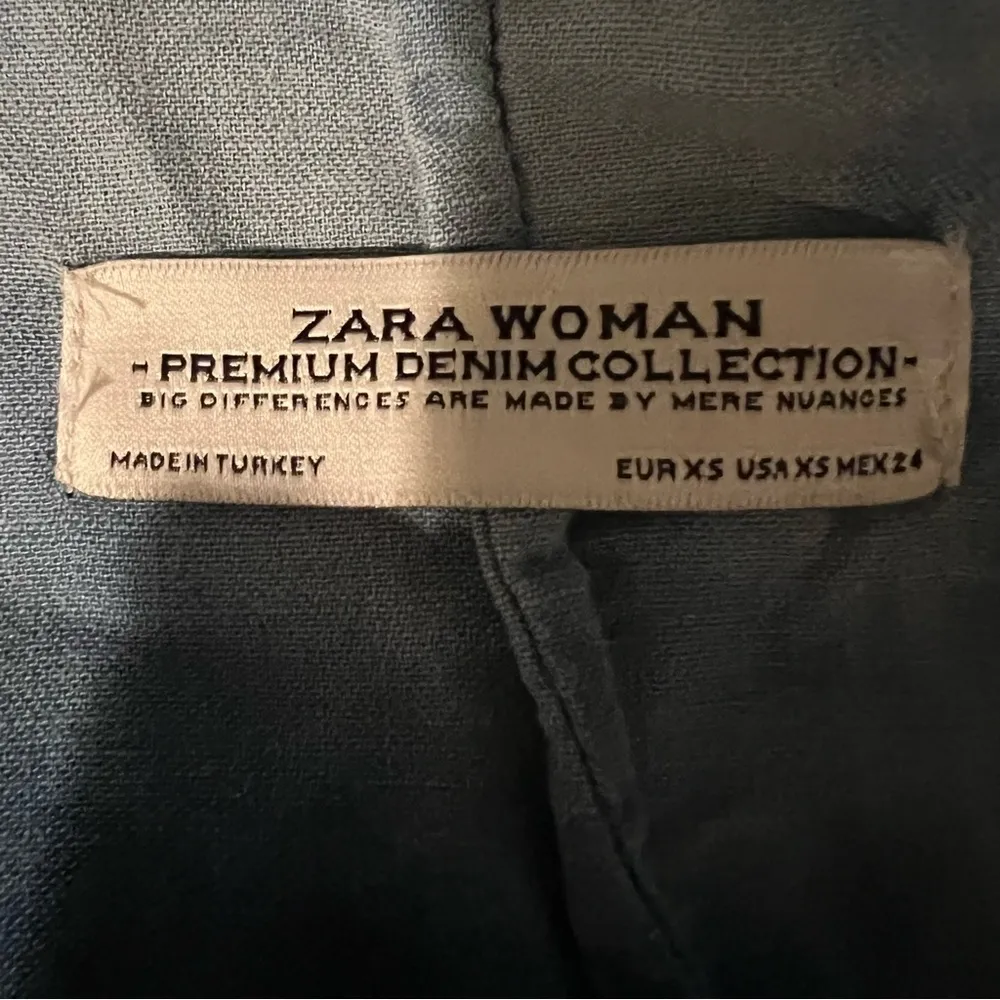 ZARA WOMAN
-PREMIUM DENIM COLLECTION-
BIG DIFFERENCES ARE MADE BY MERE NUANCES
MADE IN TURKEY EUR XS USA XS MEX 24